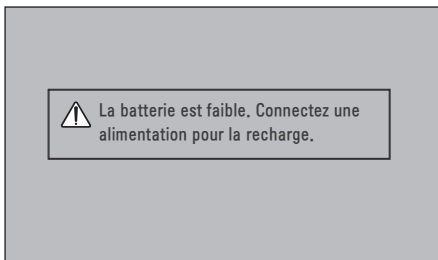 La batterie est faible. Connectez une
alimentation pour la recharge.